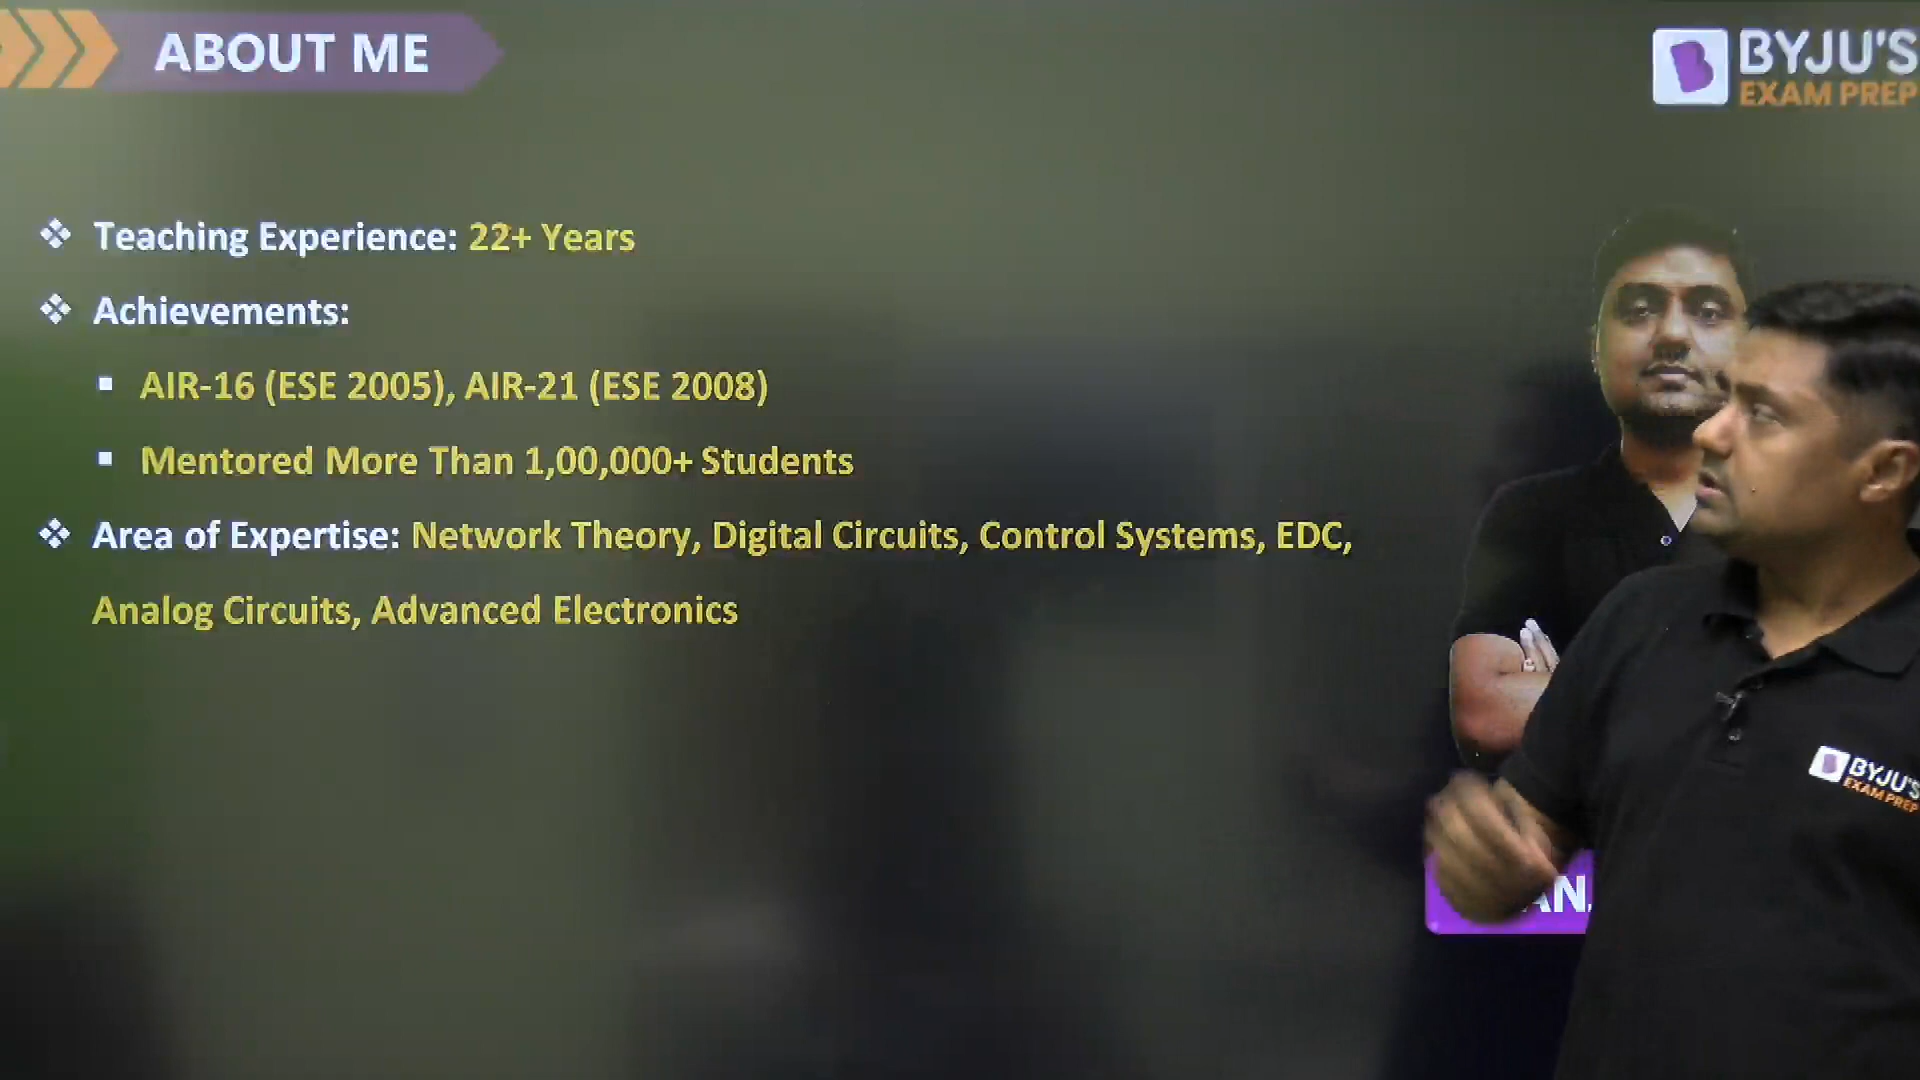 ABOUT ME
BYJU'S
EXAM PREP
❖ Teaching Experience: 22+ Years
❖ Achievements:
▪ AIR-16 (ESE 2005), AIR-21 (ESE 2008)
▪ Mentored More Than 1,00,000+ Students
❖ Area of Expertise: Network Theory, Digital Circuits, Control Systems, EDC,
Analog Circuits, Advanced Electronics
BYJU'S
EXAM PREP